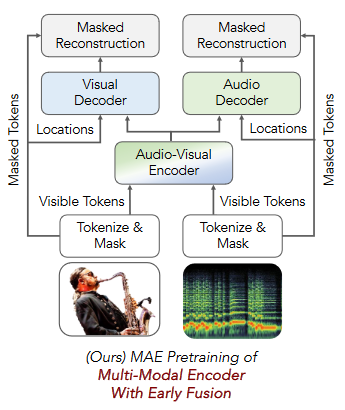 Masked
Reconstruction
Masked
Reconstruction
Visual
Decoder
Audio
Decoder
Masked Tokens
Locations
Locations
Masked Tokens
Audio-Visual
Encoder
Visible Tokens
Visible Tokens
Tokenize &
Mask
Tokenize &
Mask
(Ours) MAE Pretraining of
Multi-Modal Encoder
With Early Fusion